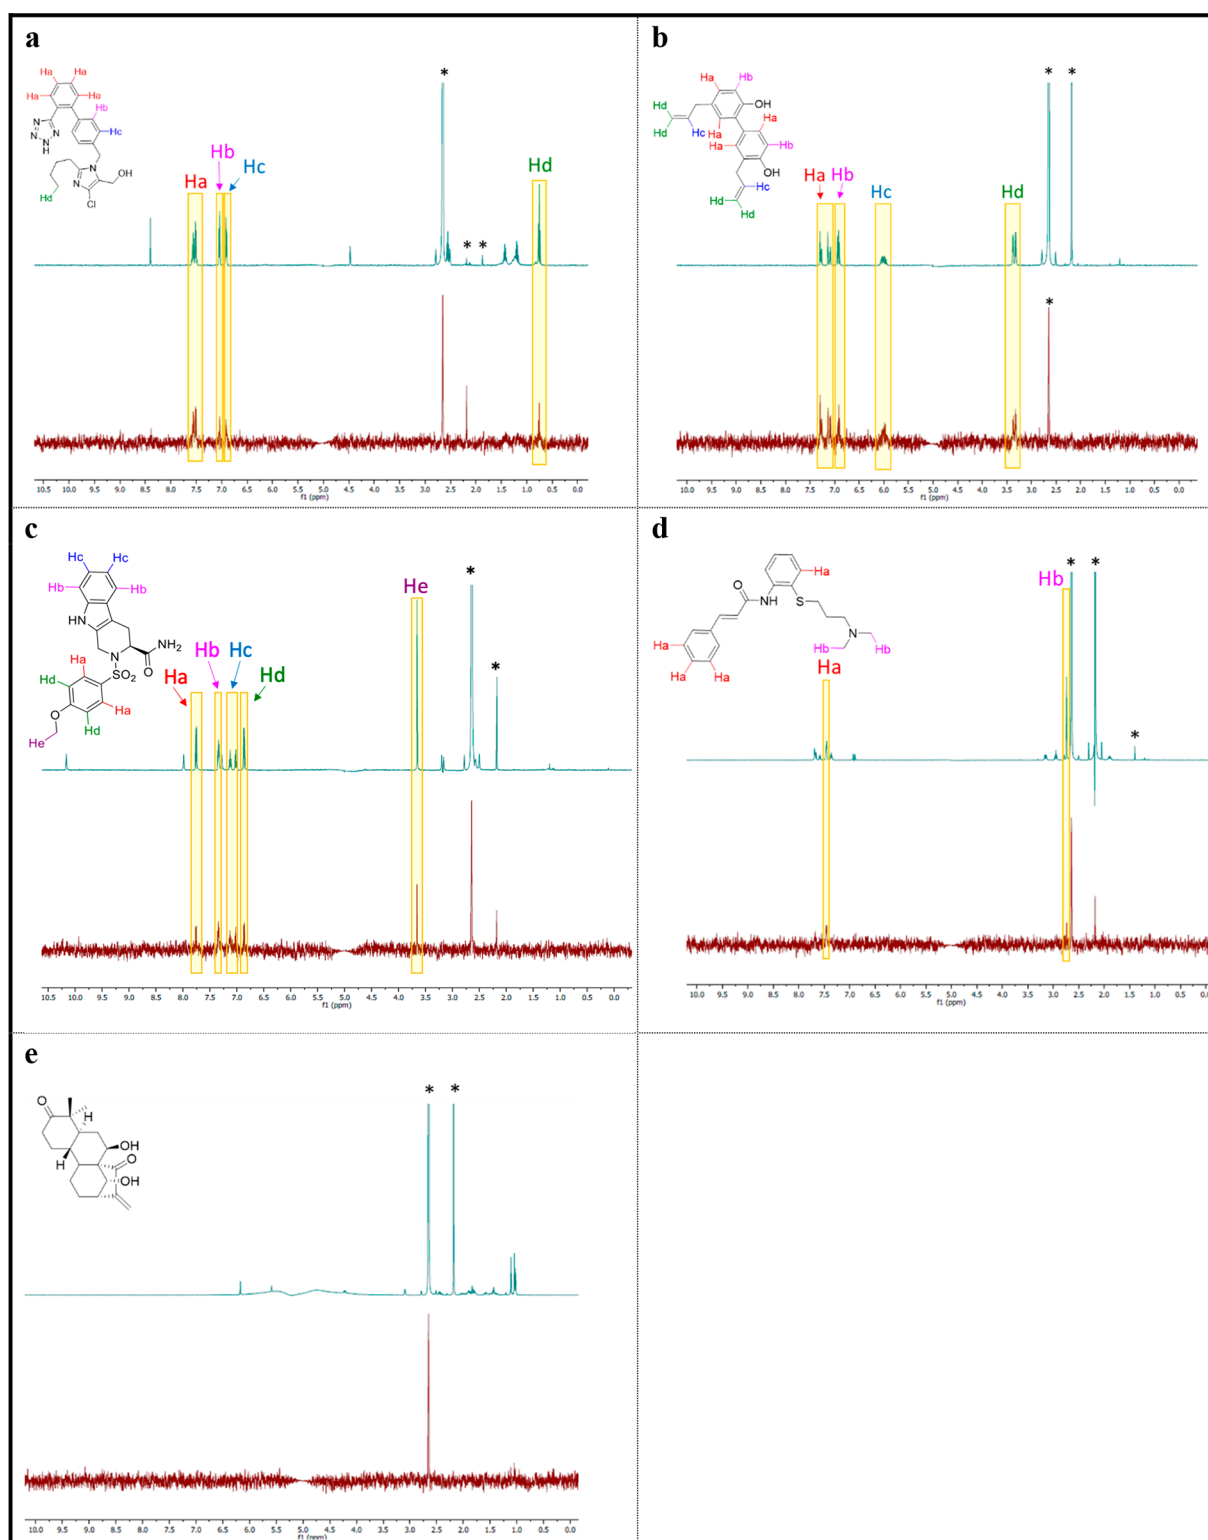 a
Ha Ha
Ha Ha
Hb
N N
N Hc
N
H
N OH
Hd N
Cl
Ha
Hb
Hc
Hd
*
* *
10.5 10.0 9.5 9.0 8.5 8.0 7.5 7.0 6.5 6.0 5.5 5.0 4.5 4.0 3.5 3.0 2.5 2.0 1.5 1.0 0.5 0.0
f1 (ppm)
b
Ha Hb
Hd OH
Hd Hc Ha Ha
Ha Hb
OH
Hc
Hd Hd
Ha
Hb
Hc
Hd
* *
*
10.5 10.0 9.5 9.0 8.5 8.0 7.5 7.0 6.5 6.0 5.5 5.0 4.5 4.0 3.5 3.0 2.5 2.0 1.5 1.0 0.5 0.0
f1 (ppm)
c
Hc Hc
Hb Hb
HN NH2
N O
Ha
Hd SO2
O Ha
Hd
He
Ha
Hb
Hc
Hd
He
*
*
10.5 10.0 9.5 9.0 8.5 8.0 7.5 7.0 6.5 6.0 5.5 5.0 4.5 4.0 3.5 3.0 2.5 2.0 1.5 1.0 0.5 0.0
f1 (ppm)
d
Ha
O
NH S
N
Ha Hb Hb
Ha Ha
Ha
Hb
* *
*
10.0 9.5 9.0 8.5 8.0 7.5 7.0 6.5 6.0 5.5 5.0 4.5 4.0 3.5 3.0 2.5 2.0 1.5 1.0 0.5 0.0
f1 (ppm)
e
O H
OH
H O
OH
* *
10.0 9.5 9.0 8.5 8.0 7.5 7.0 6.5 6.0 5.5 5.0 4.5 4.0 3.5 3.0 2.5 2.0 1.5 1.0 0.5 0.0
f1 (ppm)